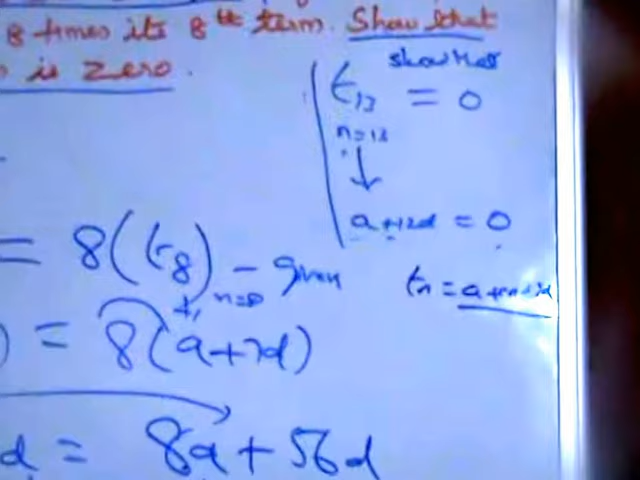 8 times its 8th term. Show that
is zero.
show that
t13 = 0
n=13
a+12d = 0
= 8(t8) - given
n=8
tn = a+(n-1)d
) = 8(a+7d)
d = 8a + 56d